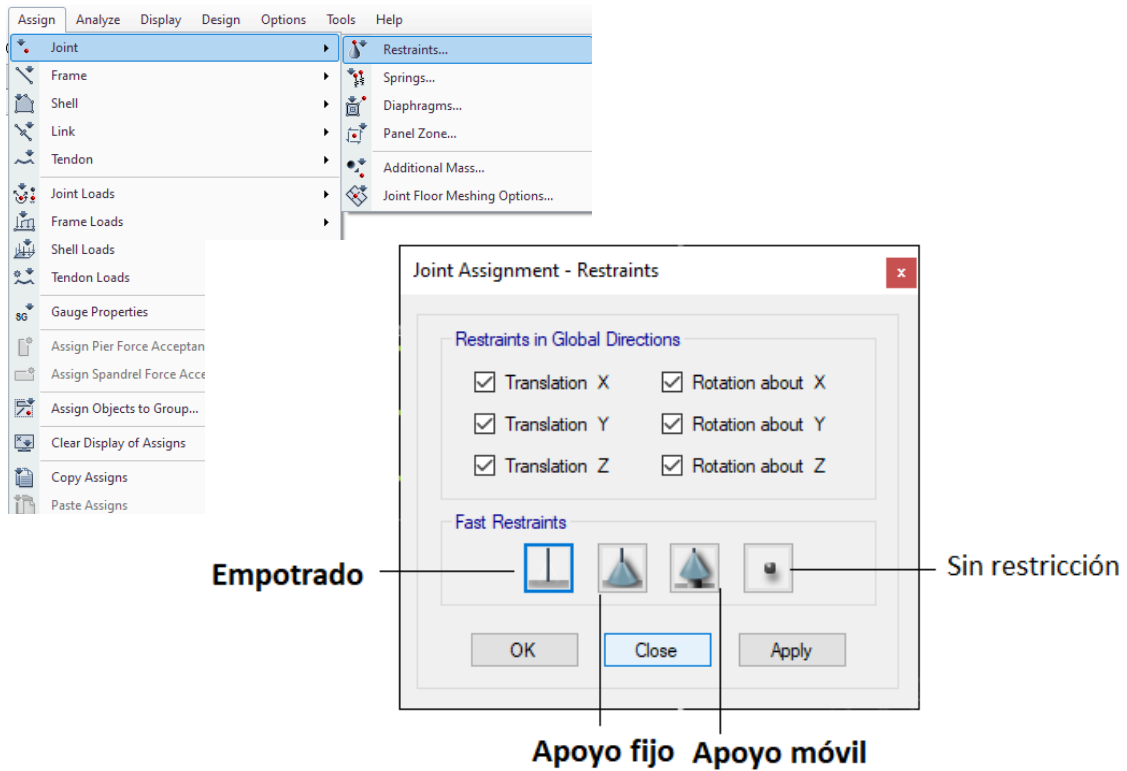 Assign Analyze Display Design Options Tools Help
Joint
Frame
Shell
Link
Tendon
Joint Loads
Frame Loads
Shell Loads
Tendon Loads
SG Gauge Properties
Assign Pier Force Acceptan
Assign Spandrel Force Acce
Assign Objects to Group...
Clear Display of Assigns
Copy Assigns
Paste Assigns
Restraints...
Springs...
Diaphragms...
Panel Zone...
Additional Mass...
Joint Floor Meshing Options...
Joint Assignment - Restraints
x
Restraints in Global Directions
Translation X Rotation about X
Translation Y Rotation about Y
Translation Z Rotation about Z
Fast Restraints
Empotrado
Sin restricción
OK Close Apply
Apoyo fijo Apoyo móvil